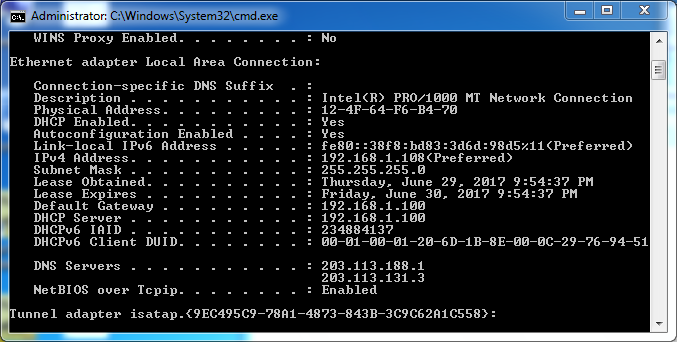 Administrator: C:\Windows\System32\cmd.exe
WINS Proxy Enabled. . . . . . . . : No
Ethernet adapter Local Area Connection:
Connection-specific DNS Suffix  . :
Description . . . . . . . . . . . : Intel(R) PRO/1000 MT Network Connection
Physical Address. . . . . . . . . : 12-4F-64-F6-B4-70
DHCP Enabled. . . . . . . . . . . : Yes
Autoconfiguration Enabled . . . . : Yes
Link-local IPv6 Address . . . . . : fe80::38f8:bd83:3d6d:98d5%11(Preferred)
IPv4 Address. . . . . . . . . . . : 192.168.1.108(Preferred)
Subnet Mask . . . . . . . . . . . : 255.255.255.0
Lease Obtained. . . . . . . . . . : Thursday, June 29, 2017 9:54:37 PM
Lease Expires . . . . . . . . . . : Friday, June 30, 2017 9:54:37 PM
Default Gateway . . . . . . . . . : 192.168.1.100
DHCP Server . . . . . . . . . . . : 192.168.1.100
DHCPv6 IAID . . . . . . . . . . . : 234884137
DHCPv6 Client DUID. . . . . . . . : 00-01-00-01-20-6D-1B-8E-00-0C-29-76-94-51
DNS Servers . . . . . . . . . . . : 203.113.188.1
203.113.131.3
NetBIOS over Tcpip. . . . . . . . : Enabled
Tunnel adapter isatap.{9EC495C9-78A1-4873-843B-3C9C62A1C558}: